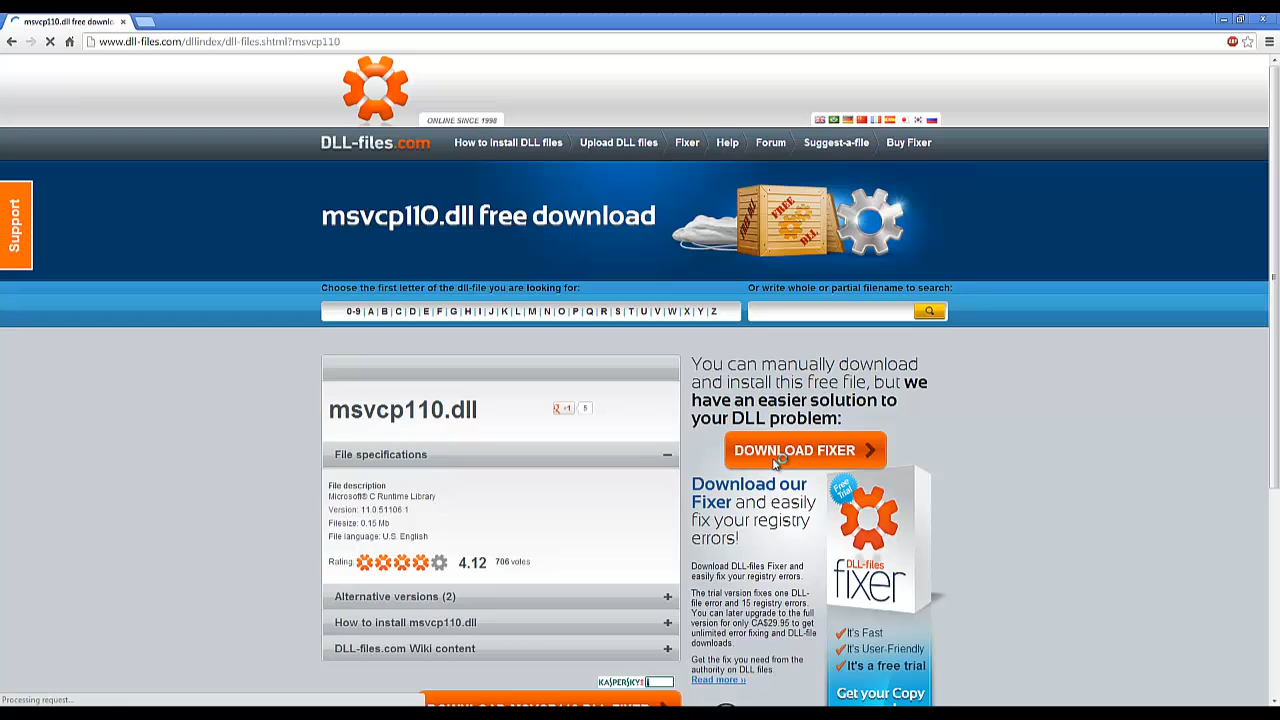 msvcp110.dll free downlo
www.dll-files.com/dllindex/dll-files.shtml?msvcp110
ONLINE SINCE 1998
DLL-files.com
How to install DLL files
Upload DLL files
Fixer
Help
Forum
Suggest-a-file
Buy Fixer
Support
msvcp110.dll free download
FREE
DLL
Choose the first letter of the dll-file you are looking for:
Or write whole or partial filename to search:
0-9 | A | B | C | D | E | F | G | H | I | J | K | L | M | N | O | P | Q | R | S | T | U | V | W | X | Y | Z
msvcp110.dll
+1
5
File specifications
File description
Microsoft® C Runtime Library
Version: 11.0.51106.1
Filesize: 0.15 Mb
File language: U.S. English
Rating:
4.12
706 votes
Alternative versions (2)
How to install msvcp110.dll
DLL-files.com Wiki content
KASPERSKY
You can manually download
and install this free file, but we
have an easier solution to
your DLL problem:
DOWNLOAD FIXER
Download our
Fixer and easily
fix your registry
errors!
Download DLL-files Fixer and
easily fix your registry errors.
The trial version fixes one DLL-
file error and 15 registry errors.
You can later upgrade to the full
version for only CA$29.95 to get
unlimited error fixing and DLL-file
downloads.
Get the fix you need from the
authority on DLL files.
Read more ››
Free
Trial
DLL-files
fixer
It's Fast
It's User-Friendly
It's a free trial
Get your Copy
Processing request...
DOWNLOAD MSVCP110.DLL FIXER